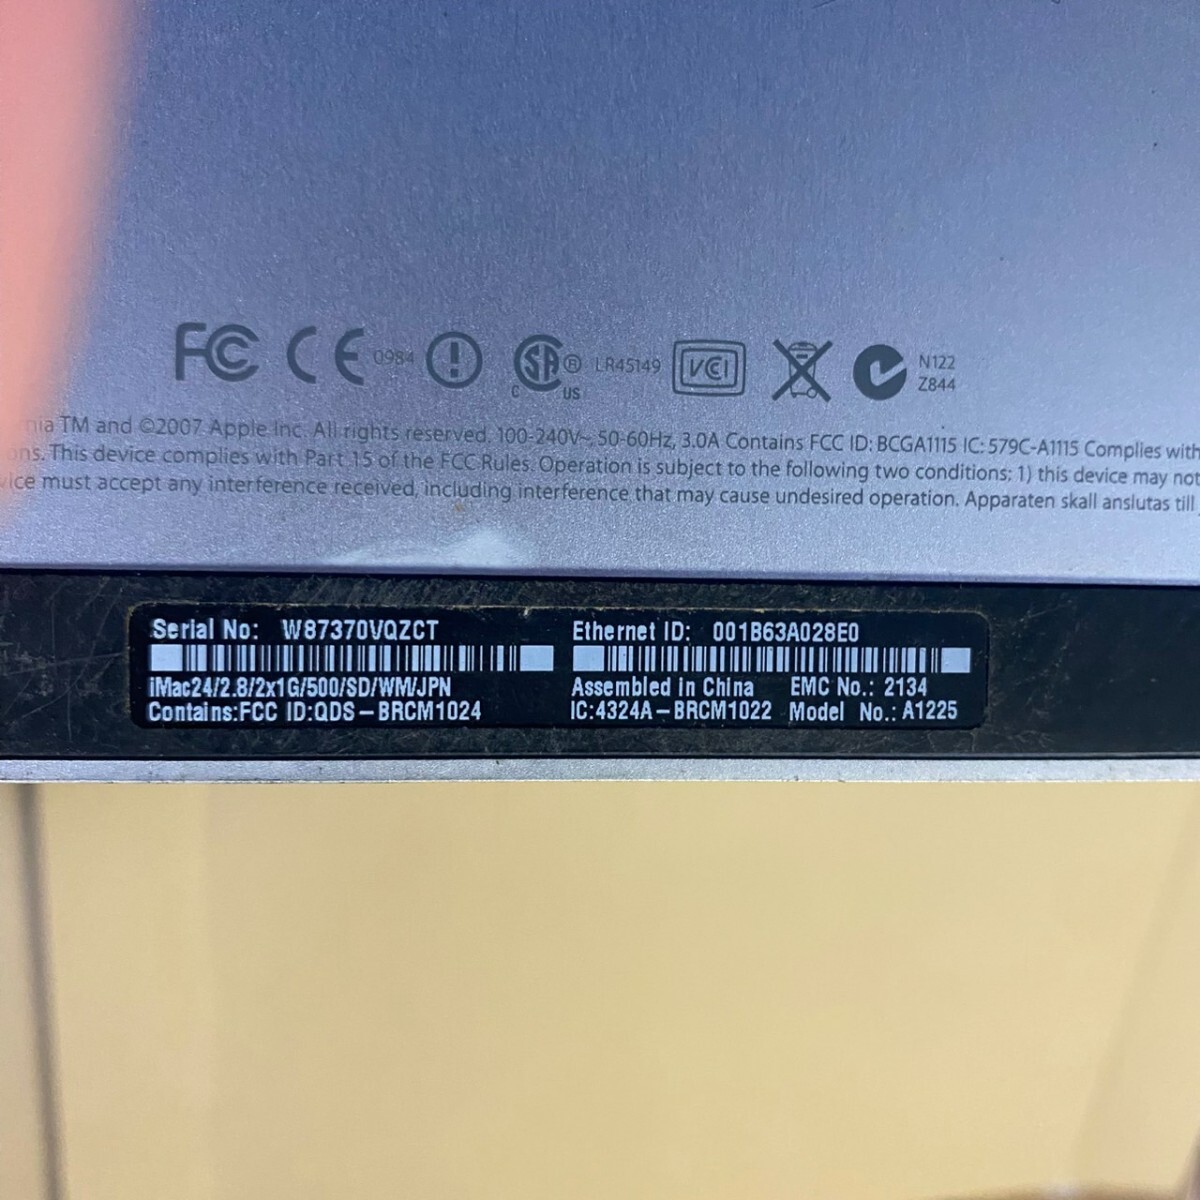 FC CE 0984 SA ® C US LR45149 VCI N122
Z844
TM and ©2007 Apple Inc. All rights reserved. 100-240V~, 50-60Hz, 3.0A Contains FCC ID: BCGA1115 IC: 579C-A1115 Complies with
ons. This device complies with Part 15 of the FCC Rules. Operation is subject to the following two conditions: 1) this device may not
must accept any interference received, including interference that may cause undesired operation. Apparaten skall anslutas till
Serial No: W87370VQZCT Ethernet ID: 001B63A028E0
iMac24/2.8/2x1G/500/SD/WM/JPN Assembled in China EMC No.: 2134
Contains:FCC ID:QDS-BRCM1024 IC:4324A-BRCM1022 Model No.: A1225